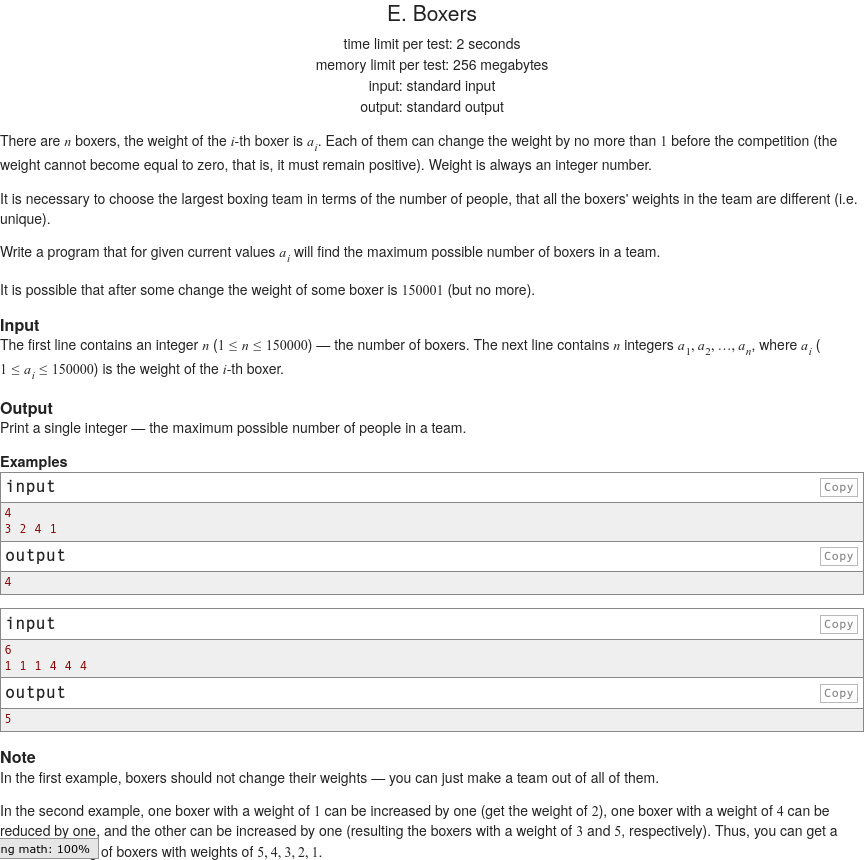 E. Boxers
time limit per test: 2 seconds
memory limit per test: 256 megabytes
input: standard input
output: standard output
There are n boxers, the weight of the i-th boxer is a_i. Each of them can change the weight by no more than 1 before the competition (the
weight cannot become equal to zero, that is, it must remain positive). Weight is always an integer number.
It is necessary to choose the largest boxing team in terms of the number of people, that all the boxers' weights in the team are different (i.e.
unique).
Write a program that for given current values a_i will find the maximum possible number of boxers in a team.
It is possible that after some change the weight of some boxer is 150001 (but no more).
Input
The first line contains an integer n (1 ≤ n ≤ 150000) — the number of boxers. The next line contains n integers a_1, a_2, …, a_n, where a_i (
1 ≤ a_i ≤ 150000) is the weight of the i-th boxer.
Output
Print a single integer — the maximum possible number of people in a team.
Examples
input Copy
4
3 2 4 1
output Copy
4
input Copy
6
1 1 1 4 4 4
output Copy
5
Note
In the first example, boxers should not change their weights — you can just make a team out of all of them.
In the second example, one boxer with a weight of 1 can be increased by one (get the weight of 2), one boxer with a weight of 4 can be
reduced by one, and the other can be increased by one (resulting the boxers with a weight of 3 and 5, respectively). Thus, you can get a
ng math: 100% of boxers with weights of 5, 4, 3, 2, 1.